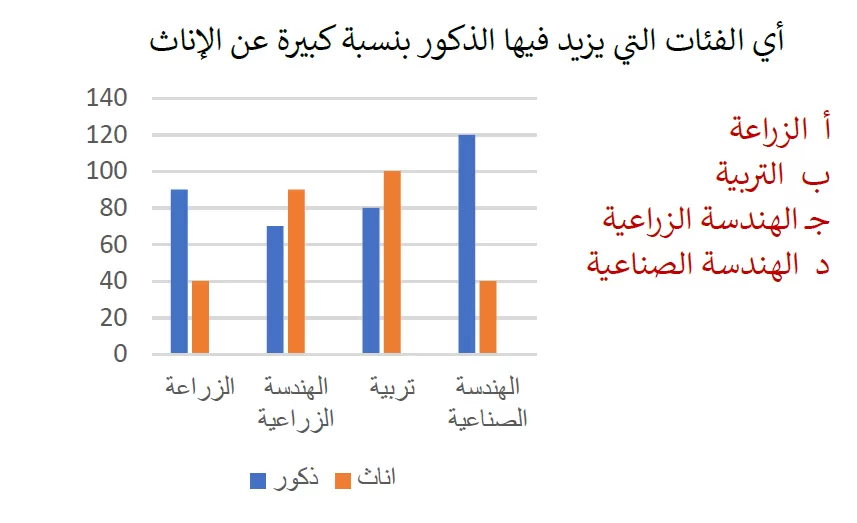 أي الفئات التي يزيد فيها الذكور بنسبة كبيرة عن الإناث
أ الزراعة
ب التربية
جـ الهندسة الزراعية
د الهندسة الصناعية
140
120
100
80
60
40
20
0
الزراعة
الهندسة
الزراعية
تربية
الهندسة
الصناعية
ذكور
اناث